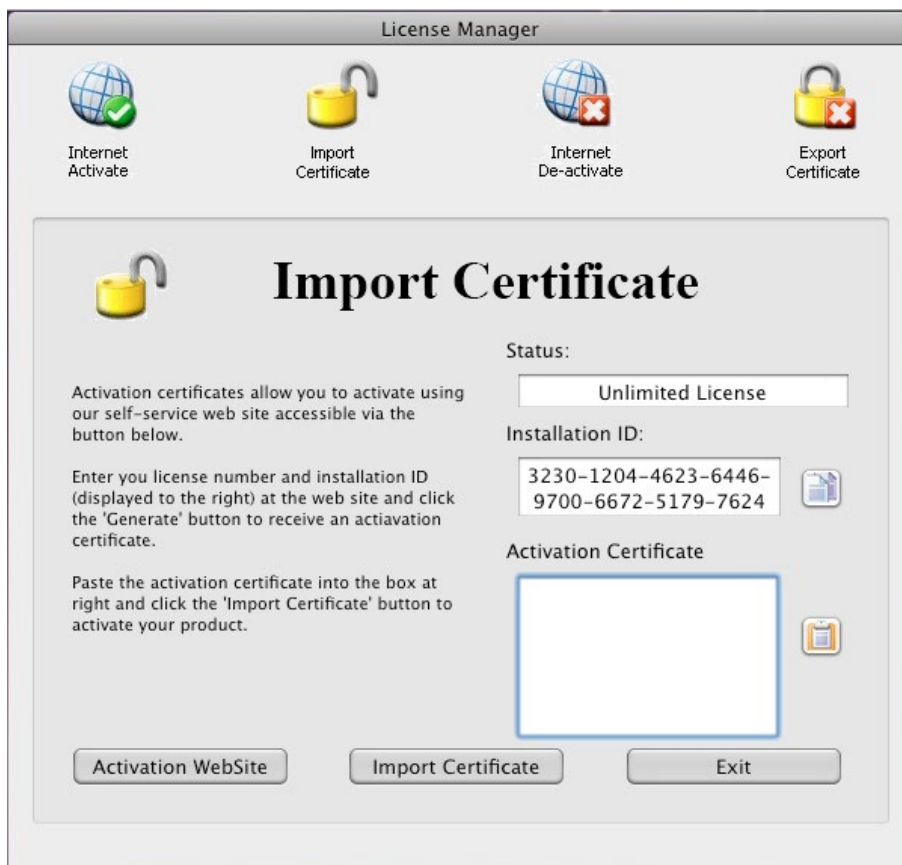 License Manager
Internet
Activate
Import
Certificate
Internet
De-activate
Export
Certificate
Import Certificate
Activation certificates allow you to activate using
our self-service web site accessible via the
button below.
Enter you license number and installation ID
(displayed to the right) at the web site and click
the 'Generate' button to receive an actiavation
certificate.
Paste the activation certificate into the box at
right and click the 'Import Certificate' button to
activate your product.
Status:
Unlimited License
Installation ID:
3230-1204-4623-6446-
9700-6672-5179-7624
Activation Certificate
Activation WebSite
Import Certificate
Exit